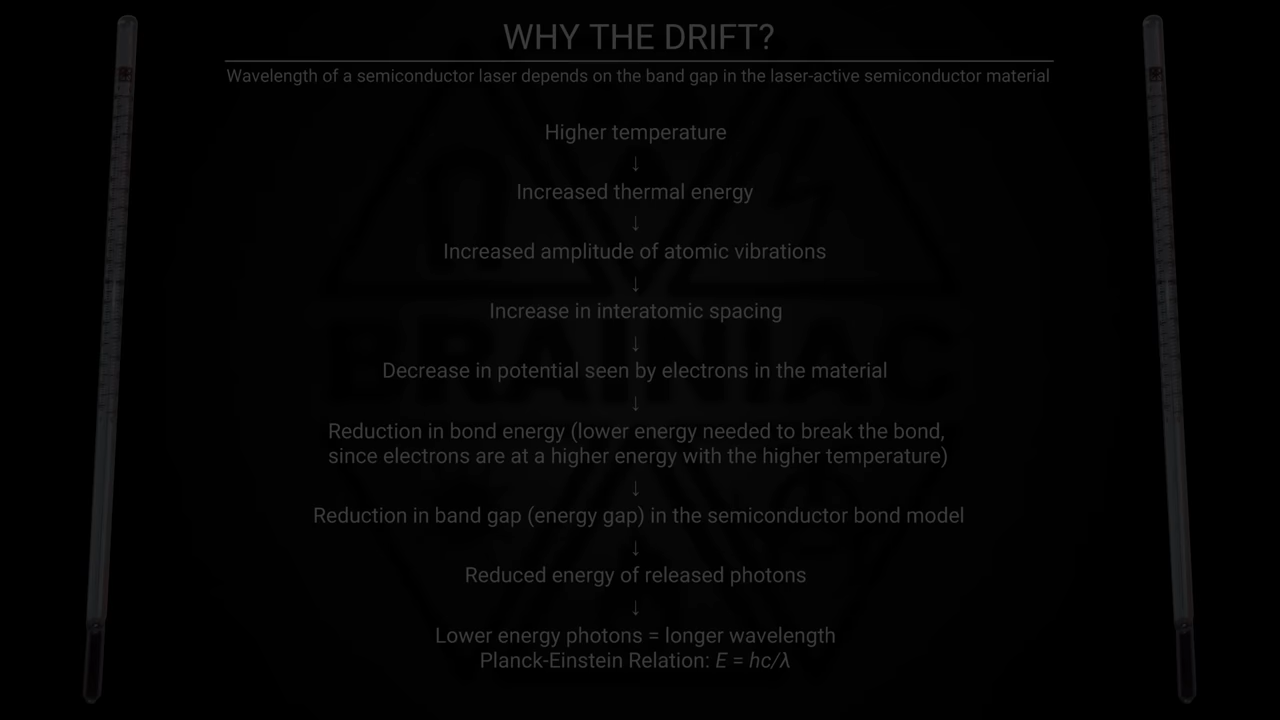 WHY THE DRIFT?
Wavelength of a semiconductor laser depends on the band gap in the laser-active semiconductor material
Higher temperature
↓
Increased thermal energy
↓
Increased amplitude of atomic vibrations
↓
Increase in interatomic spacing
↓
Decrease in potential seen by electrons in the material
↓
Reduction in bond energy (lower energy needed to break the bond,
since electrons are at a higher energy with the higher temperature)
↓
Reduction in band gap (energy gap) in the semiconductor bond model
↓
Reduced energy of released photons
↓
Lower energy photons = longer wavelength
Planck-Einstein Relation: E = hc/λ
BRAINIAC